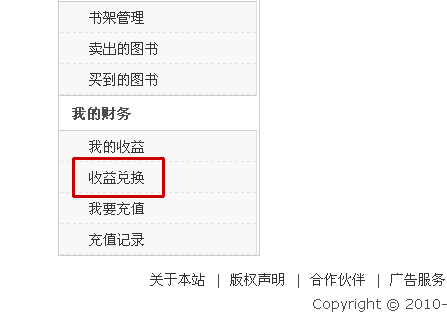 书架管理
卖出的图书
买到的图书
我的财务
我的收益
收益兑换
我要充值
充值记录
关于本站 | 版权声明 | 合作伙伴 | 广告服务
Copyright © 2010-